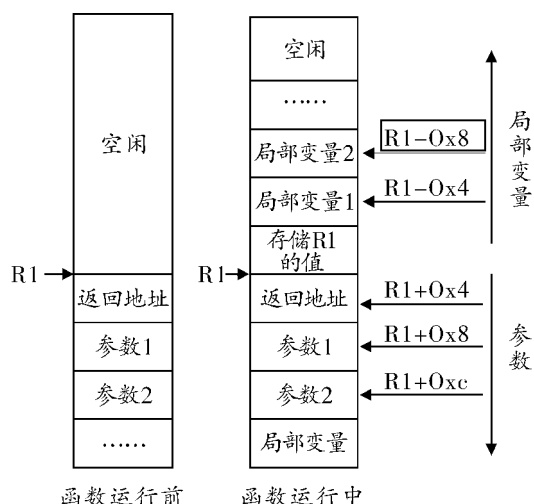 空闲
R1
返回地址
参数1
参数2
……
函数运行前
空闲
……
局部变量2
局部变量1
存储R1
的值
R1
返回地址
参数1
参数2
局部变量
函数运行中
R1-Ox8
R1-Ox4
R1+Ox4
R1+Ox8
R1+Oxc
局部变量
参数